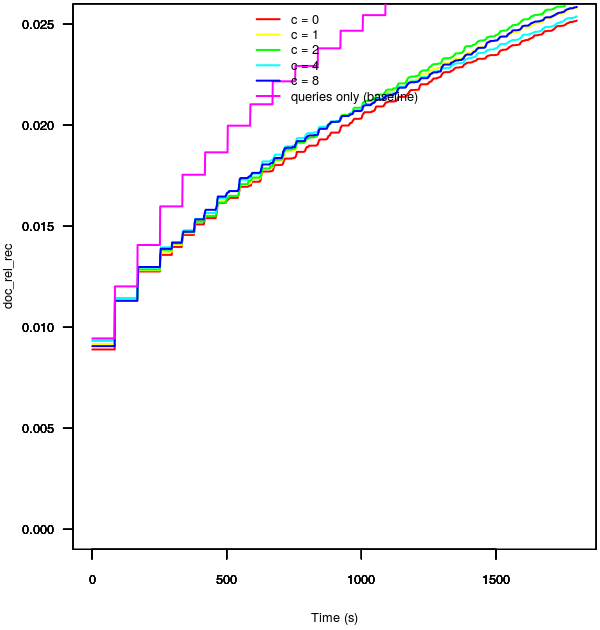 c = 0
c = 1
c = 2
c = 4
c = 8
queries only (baseline)
0.025
0.020
0.015
0.010
0.005
0.000
doc_rel_rec
0 500 1000 1500
Time (s)